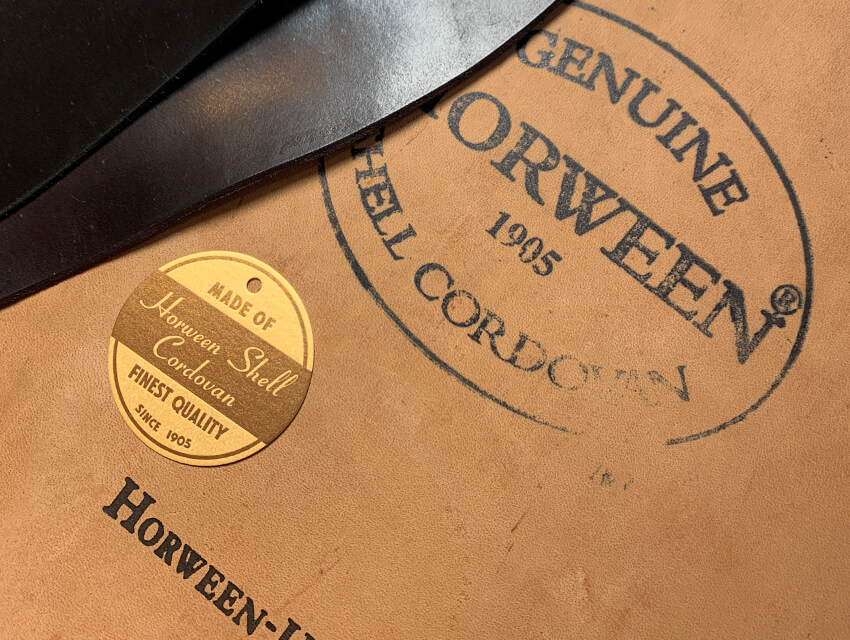 GENUINE
HORWEEN®
1905
SHELL CORDOVAN
MADE OF
Horween Shell
Cordovan
FINEST QUALITY
SINCE 1905
HORWEEN-